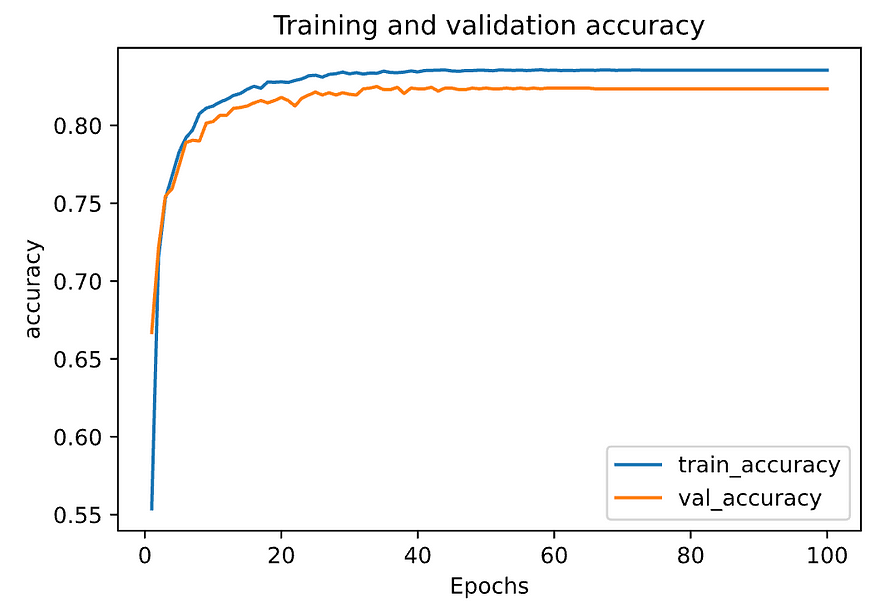 Training and validation accuracy
accuracy
0.80
0.75
0.70
0.65
0.60
0.55
train_accuracy
val_accuracy
0 20 40 60 80 100
Epochs